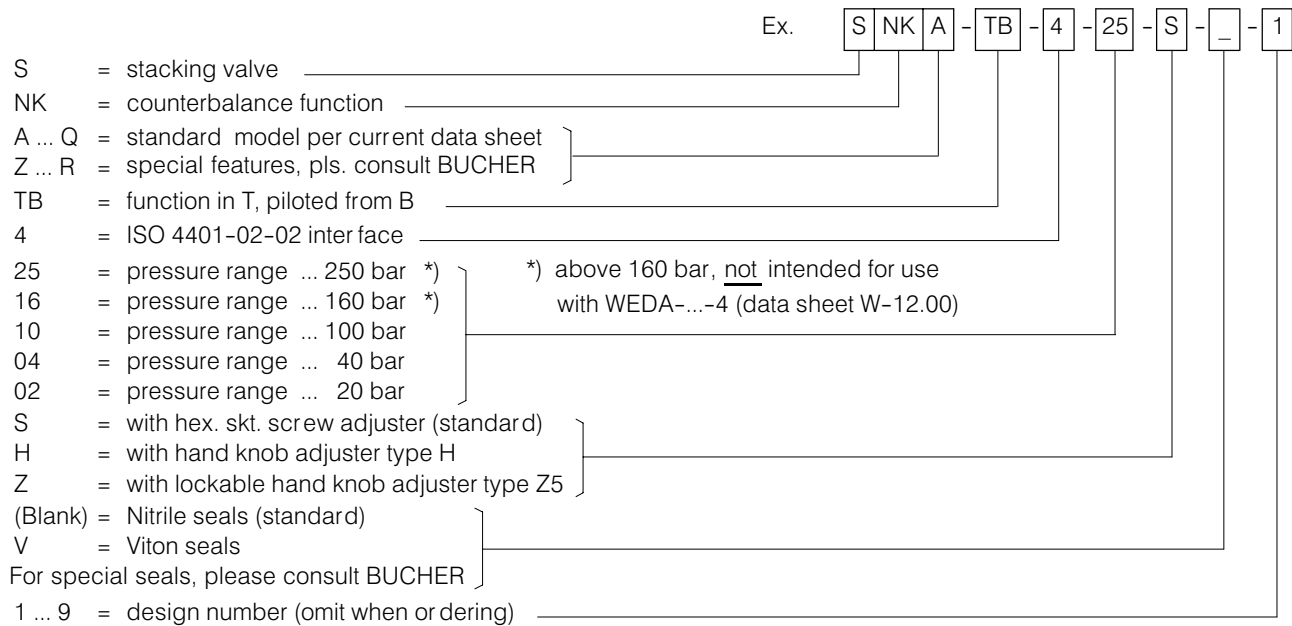 Ex. S NK A - TB - 4 - 25 - S - _ - 1
S = stacking valve
NK = counterbalance function
A ... Q = standard model per current data sheet
Z ... R = special features, pls. consult BUCHER
TB = function in T, piloted from B
4 = ISO 4401-02-02 inter face
25 = pressure range ... 250 bar *) *) above 160 bar, not intended for use
16 = pressure range ... 160 bar *) with WEDA-...-4 (data sheet W-12.00)
10 = pressure range ... 100 bar
04 = pressure range ... 40 bar
02 = pressure range ... 20 bar
S = with hex. skt. screw adjuster (standard)
H = with hand knob adjuster type H
Z = with lockable hand knob adjuster type Z5
(Blank) = Nitrile seals (standard)
V = Viton seals
For special seals, please consult BUCHER
1 ... 9 = design number (omit when or dering)